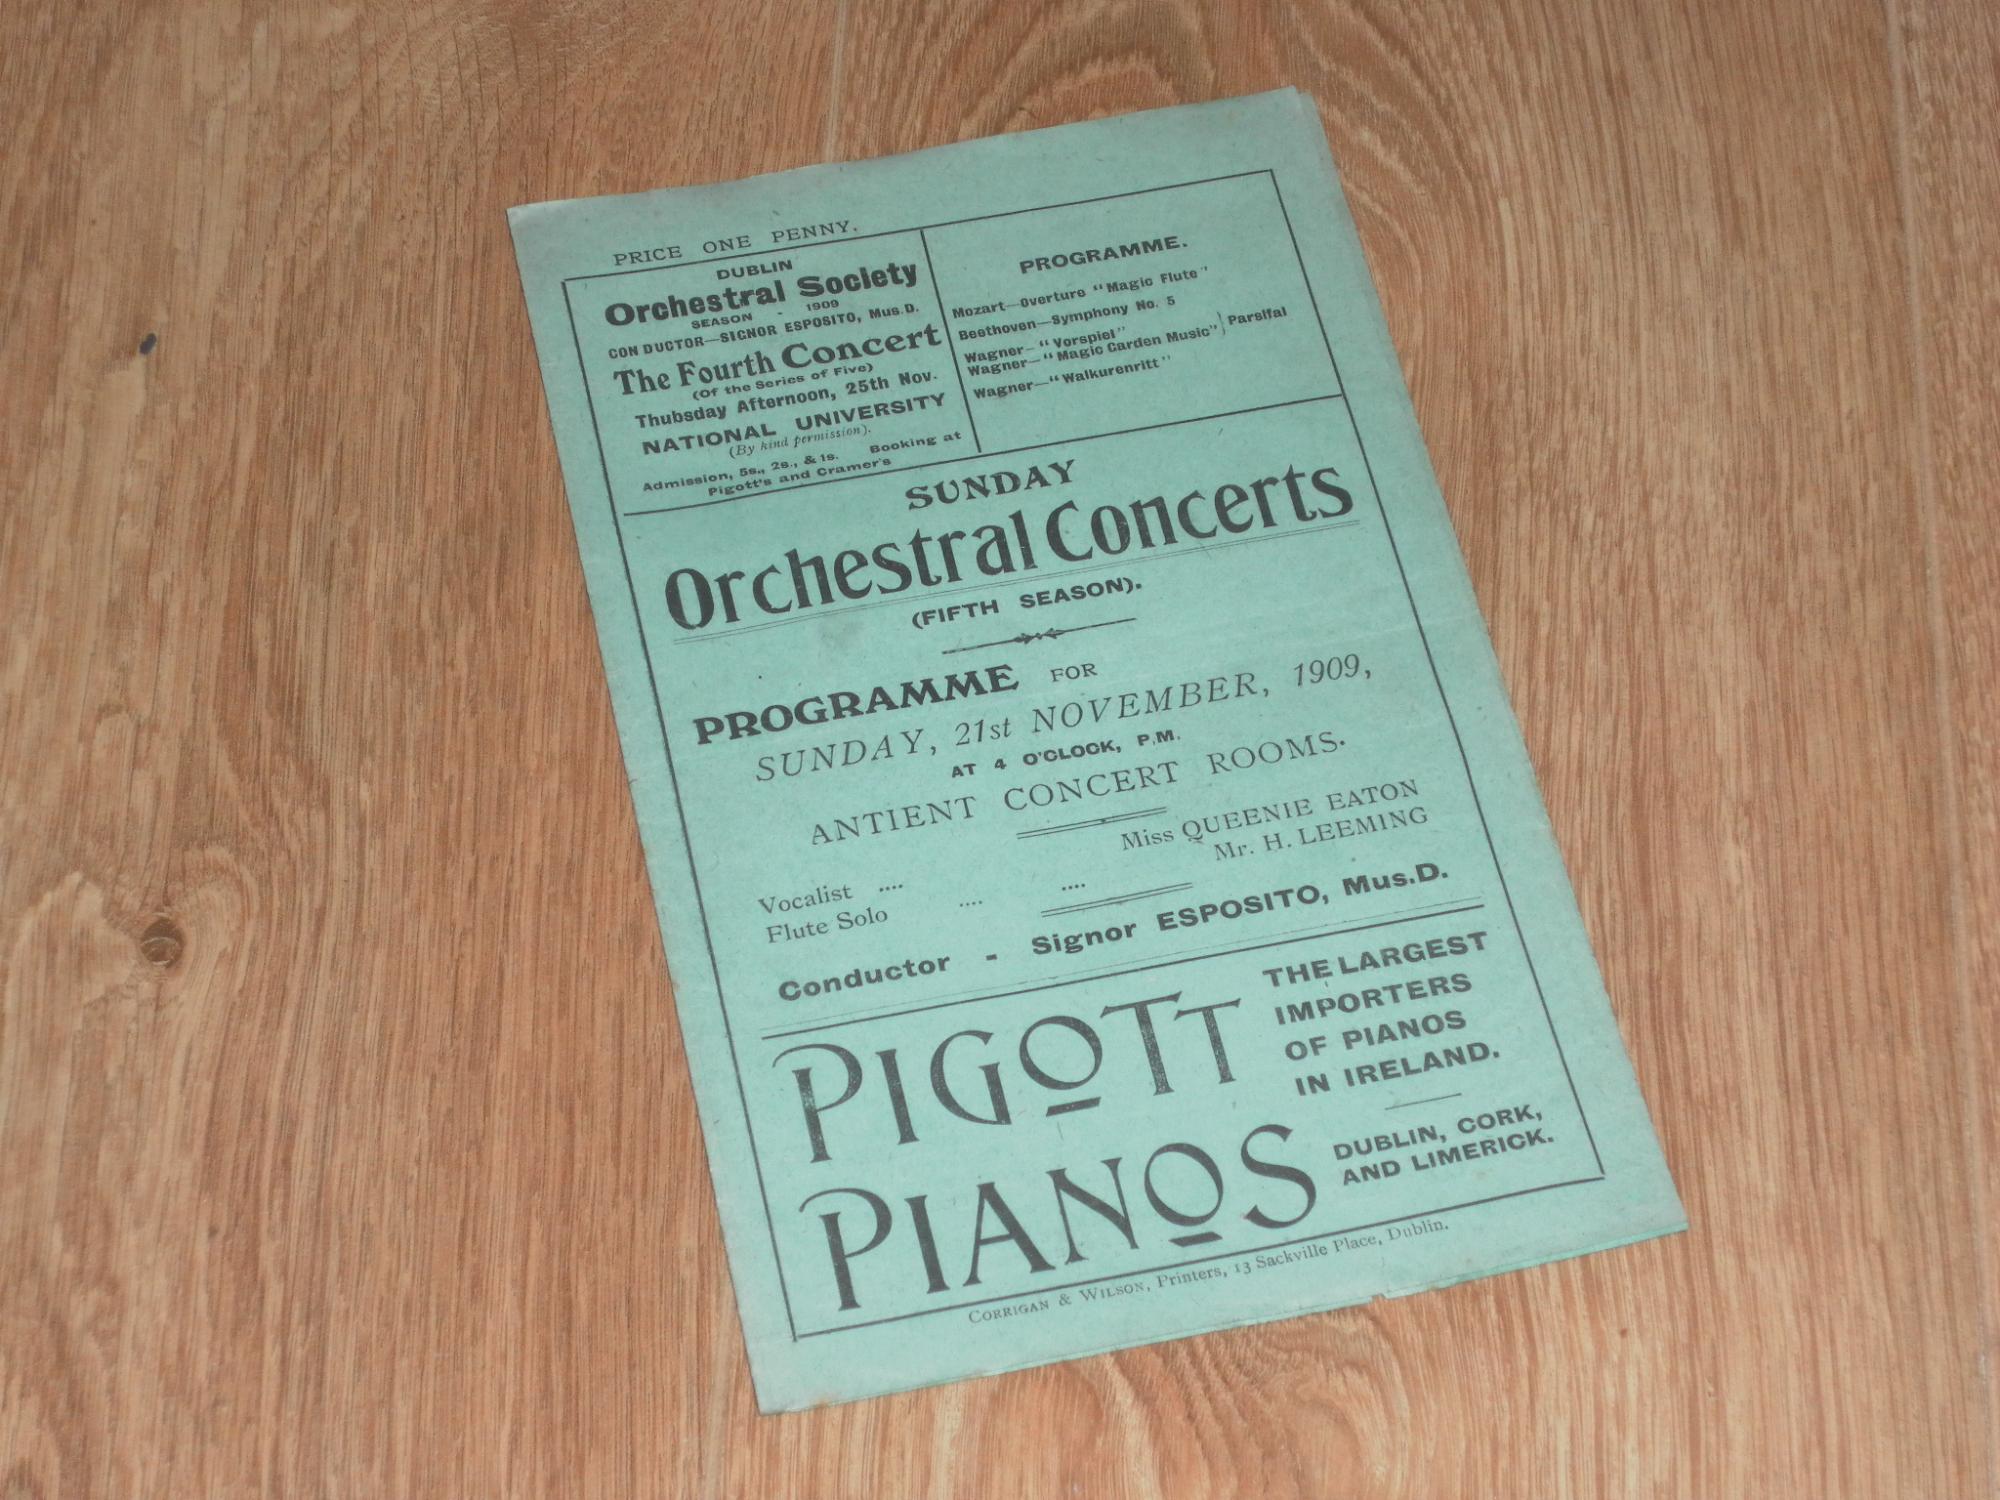 PRICE ONE PENNY.
DUBLIN
Orchestral Society
SEASON - 1909
CONDUCTOR—SIGNOR ESPOSITO, Mus.D.
The Fourth Concert
(Of the Series of Five)
Thubsday Afternoon, 25th Nov.
NATIONAL UNIVERSITY
(By kind permission).
Admission, 5s., 2s., & 1s. Booking at
Pigott's and Cramer's
PROGRAMME.
Mozart—Overture "Magic Flute"
Beethoven—Symphony No. 5
Wagner—"Vorspiel"
Wagner—"Magic Garden Music"} Parsifal
Wagner—"Walkurenritt"
SUNDAY
Orchestral Concerts
(FIFTH SEASON).
PROGRAMME FOR
SUNDAY, 21st NOVEMBER, 1909,
AT 4 O'CLOCK, P.M.
ANTIENT CONCERT ROOMS.
Vocalist .... .... Miss QUEENIE EATON
Flute Solo .... Mr. H. LEEMING
Conductor - Signor ESPOSITO, Mus.D.
PIGOTT
PIANOS
THE LARGEST
IMPORTERS
OF PIANOS
IN IRELAND.
DUBLIN, CORK,
AND LIMERICK.
CORRIGAN & WILSON, Printers, 13 Sackville Place, Dublin.